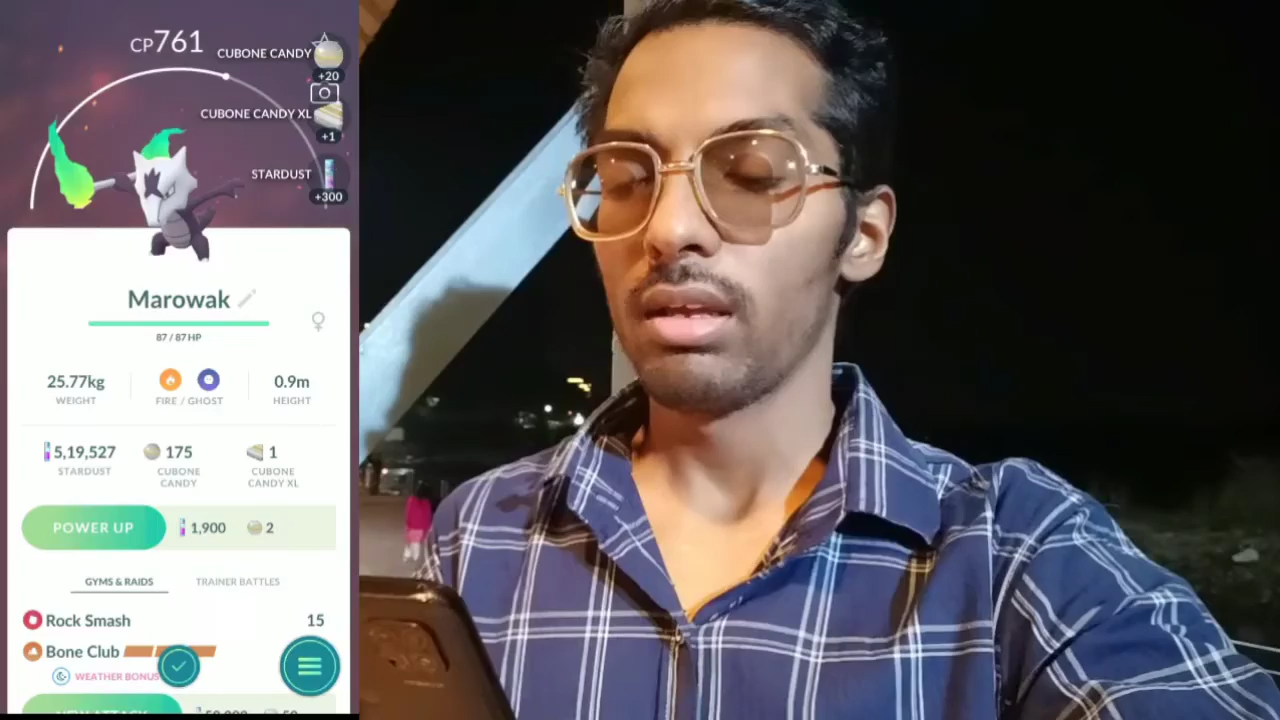 CP761
CUBONE CANDY
+20
CUBONE CANDY XL
+1
STARDUST
+300
Marowak
87 / 87 HP
25.77kg
WEIGHT
FIRE / GHOST
0.9m
HEIGHT
5,19,527
STARDUST
175
CUBONE
CANDY
1
CUBONE
CANDY XL
POWER UP
1,900
2
GYMS & RAIDS
TRAINER BATTLES
Rock Smash
15
Bone Club
WEATHER BONUS
NEW ATTACK